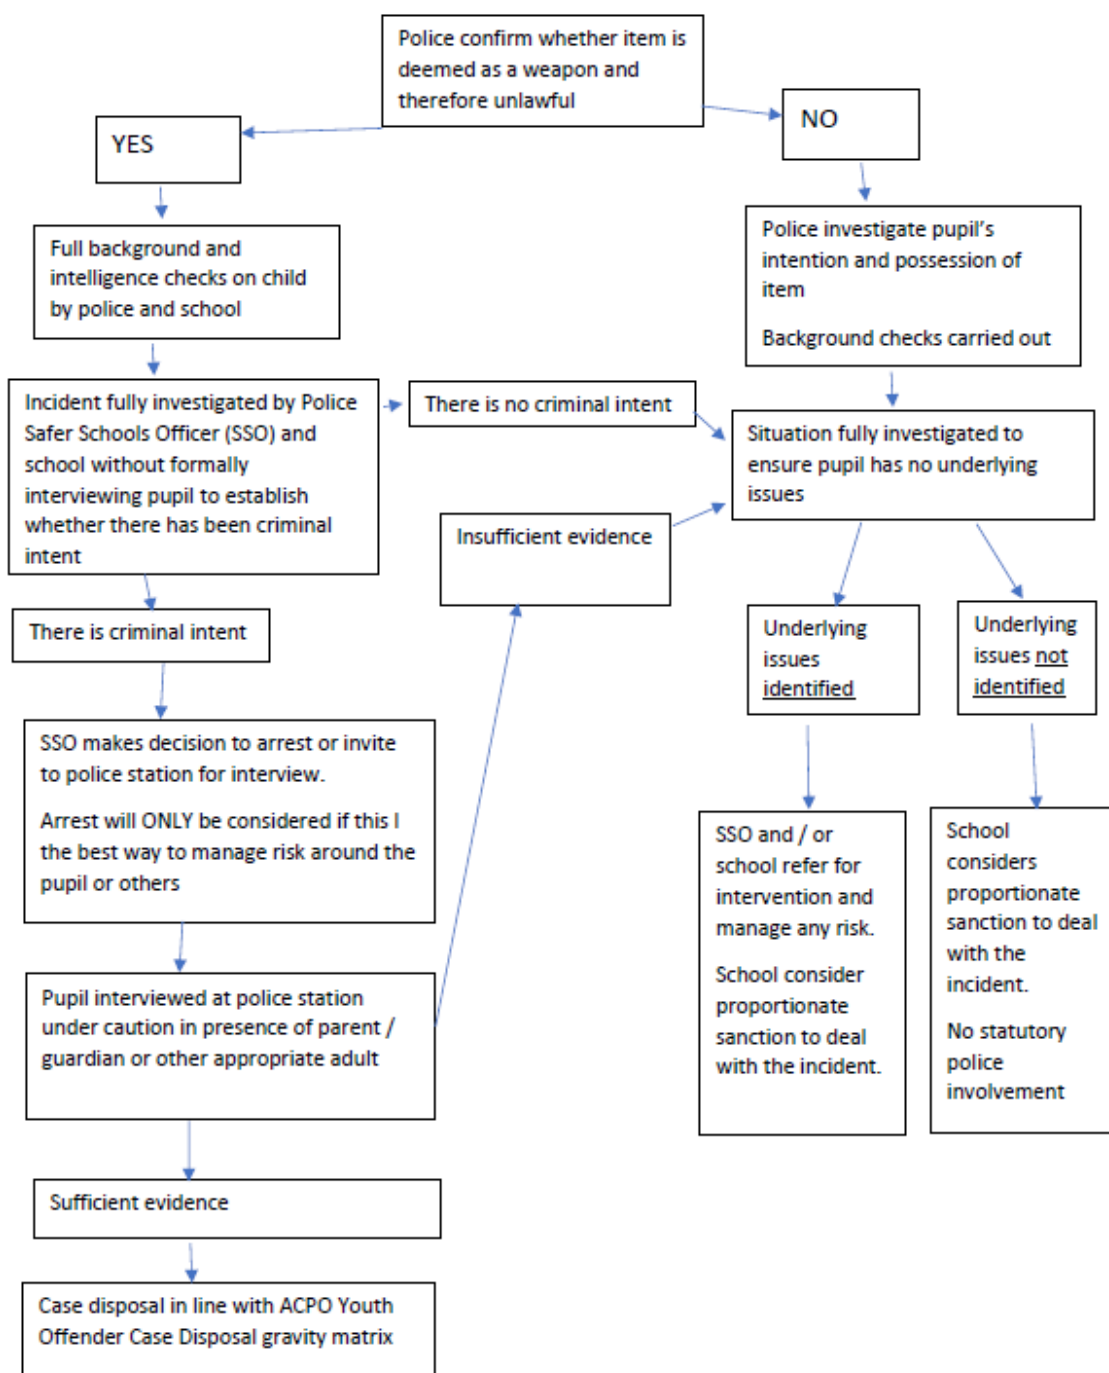 Police confirm whether item is
deemed as a weapon and
therefore unlawful
YES
NO
Full background and
intelligence checks on child
by police and school
Police investigate pupil's
intention and possession of
item
Background checks carried out
Incident fully investigated by Police
Safer Schools Officer (SSO) and
school without formally
interviewing pupil to establish
whether there has been criminal
intent
There is no criminal intent
Situation fully investigated to
ensure pupil has no underlying
issues
Insufficient evidence
There is criminal intent
Underlying
issues
identified
Underlying
issues not
identified
SSO makes decision to arrest or invite
to police station for interview.
Arrest will ONLY be considered if this I
the best way to manage risk around the
pupil or others
SSO and / or
school refer for
intervention and
manage any risk.
School consider
proportionate
sanction to deal
with the incident.
School
considers
proportionate
sanction to deal
with the
incident.
No statutory
police
involvement
Pupil interviewed at police station
under caution in presence of parent /
guardian or other appropriate adult
Sufficient evidence
Case disposal in line with ACPO Youth
Offender Case Disposal gravity matrix